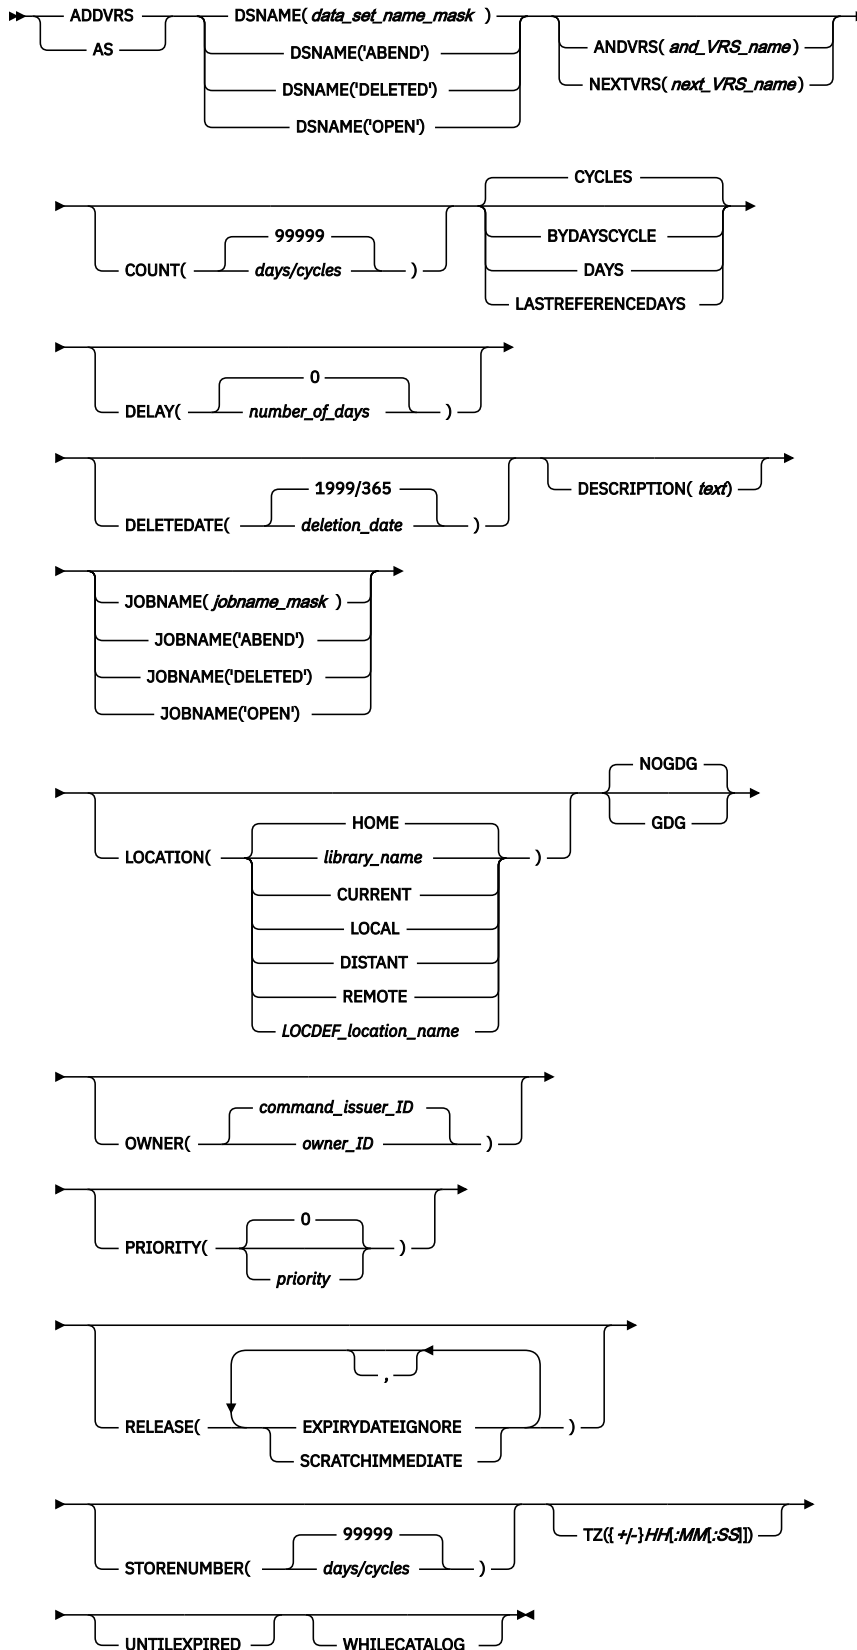 ADDVRS
AS
DSNAME( data_set_name_mask )
DSNAME('ABEND')
DSNAME('DELETED')
DSNAME('OPEN')
ANDVRS( and_VRS_name )
NEXTVRS( next_VRS_name )
COUNT(
99999
days/cycles
)
CYCLES
BYDAYSCYCLE
DAYS
LASTREFERENCEDAYS
DELAY(
0
number_of_days
)
DELETEDATE(
1999/365
deletion_date
)
DESCRIPTION( text)
JOBNAME( jobname_mask )
JOBNAME('ABEND')
JOBNAME('DELETED')
JOBNAME('OPEN')
LOCATION(
HOME
library_name
CURRENT
LOCAL
DISTANT
REMOTE
LOCDEF_location_name
)
NOGDG
GDG
OWNER(
command_issuer_ID
owner_ID
)
PRIORITY(
0
priority
)
RELEASE(
,
EXPIRYDATEIGNORE
SCRATCHIMMEDIATE
)
STORENUMBER(
99999
days/cycles
)
TZ({ +/-}HH[:MM[:SS]])
UNTILEXPIRED
WHILECATALOG